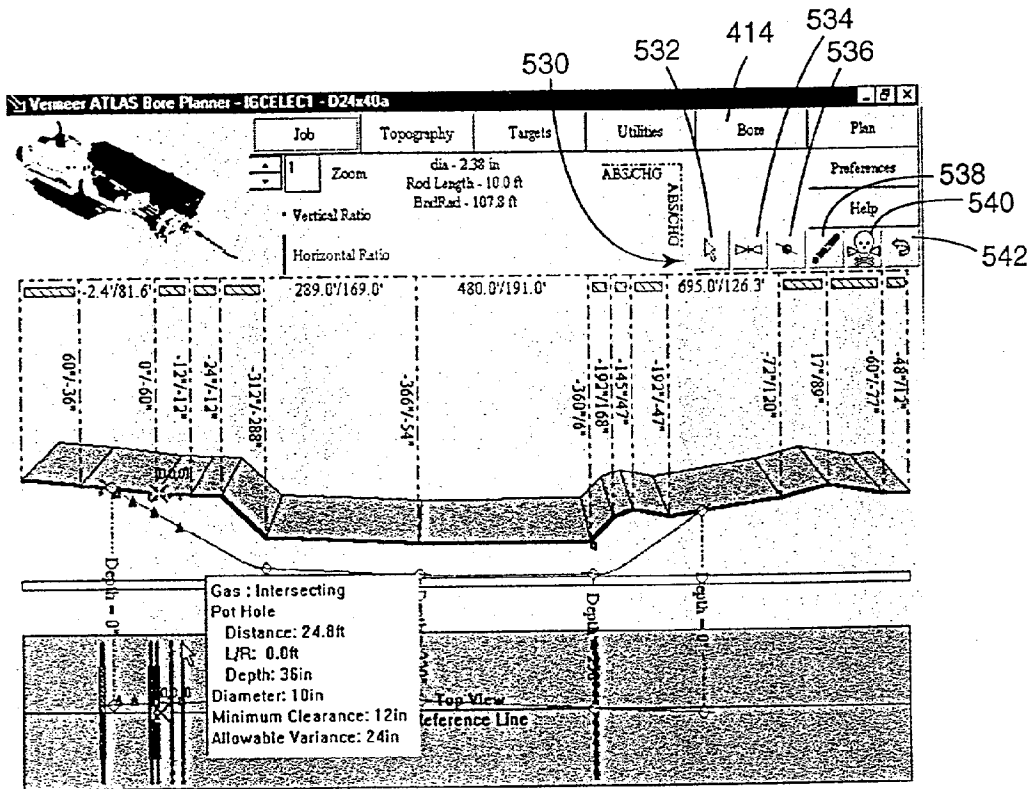 534
414
532
536
530
Vermeer ATLAS Bore Planner - IGCELEC1 - D24x40a
Job
Topography
Targets
Utilities
Bore
Plan
1
Zoom
dia - 2.38 in
Rod Length - 10.0 ft
BndRad - 107.8 ft
ABS/CHG
ABS/CHG
Preferences
538
Vertical Ratio
Help
540
Horizontal Ratio
542
-2.4'/81.6'
289.0'/169.0'
480.0'/191.0'
695.0'/126.3'
60"/-36"
0"/-60"
-12"/-12"
-24"/-12"
-312"/-288"
-366"/-54"
-360"/6"
-192"/168"
-145"/47"
-192"/-47"
-72"/120"
17"/89"
-60"/-77"
-48"/12"
Depth = 0"
Depth
Depth = 0"
Gas : Intersecting
Pot Hole
Distance: 24.8ft
L/R: 0.0ft
Depth: 36in
Diameter: 10in
Minimum Clearance: 12in
Allowable Variance: 24in
Top View
Reference Line